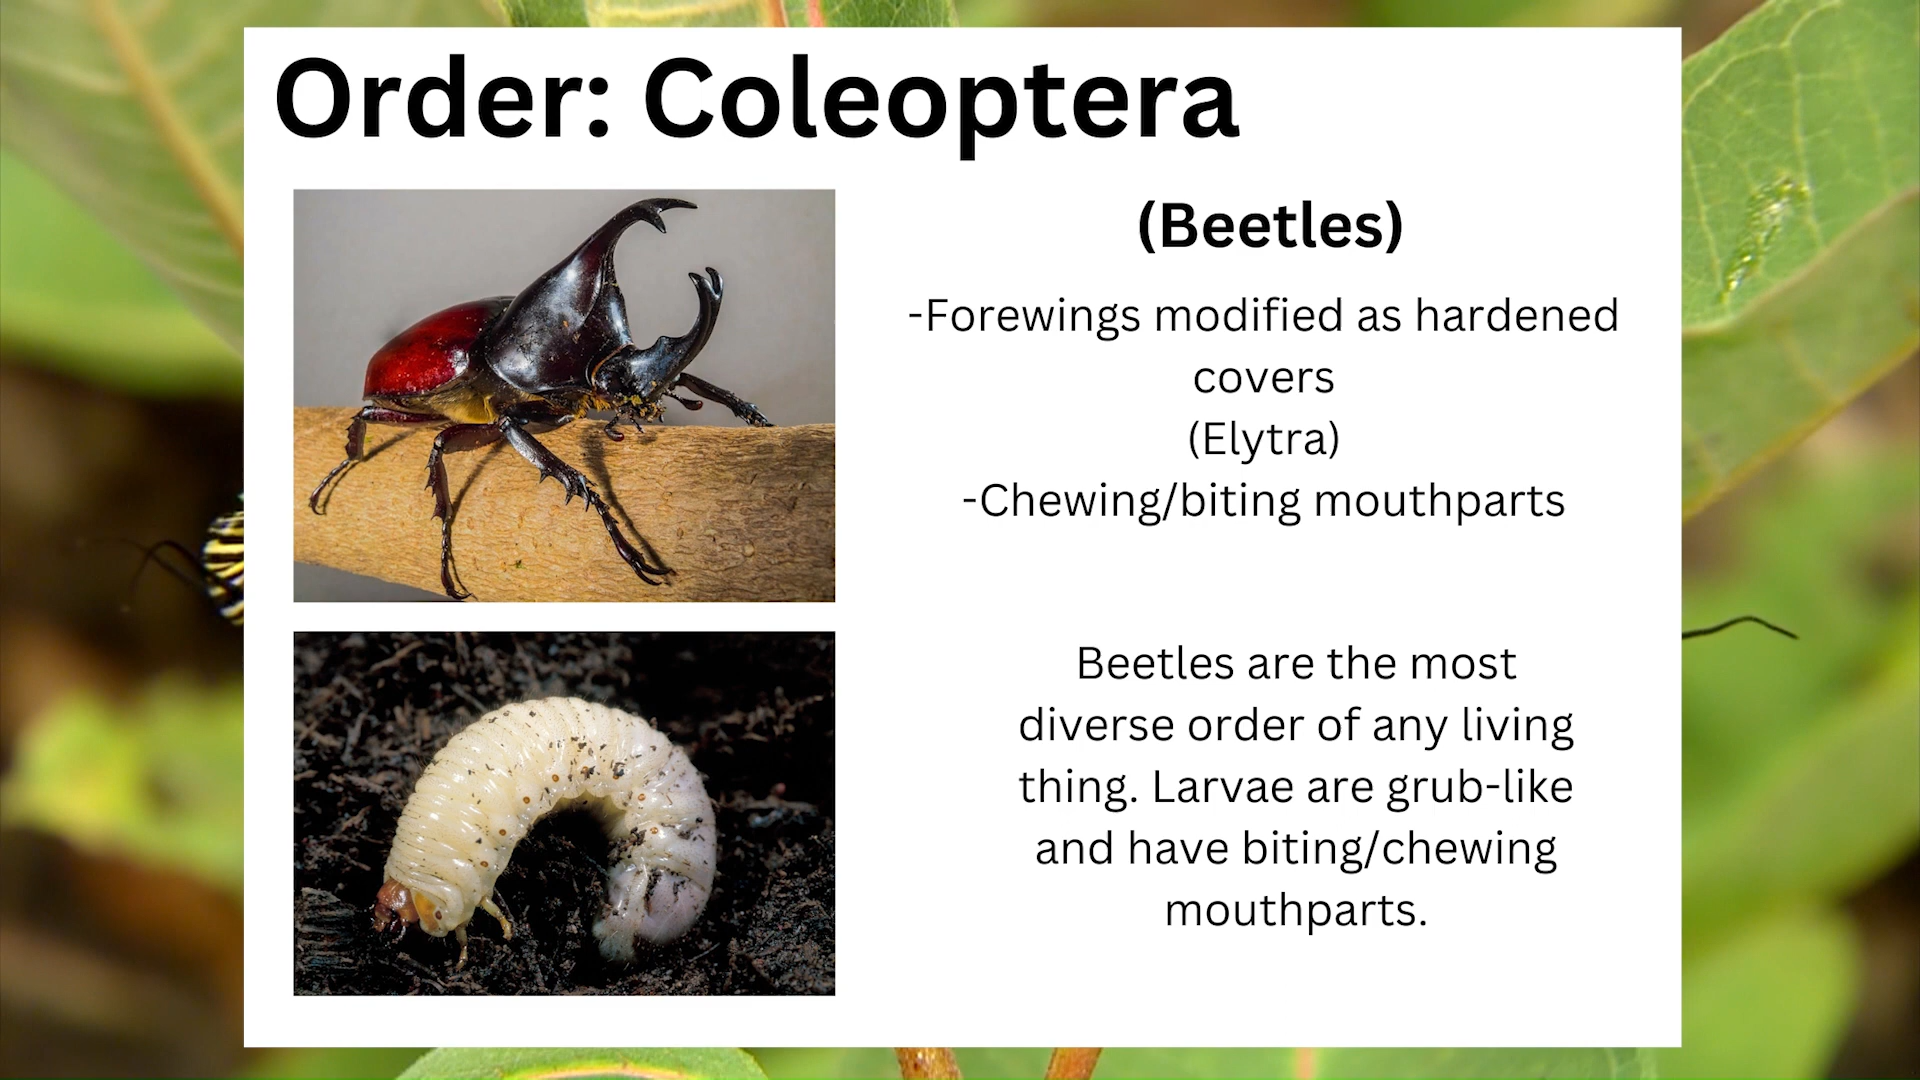 Order: Coleoptera
(Beetles)
-Forewings modified as hardened
covers
(Elytra)
-Chewing/biting mouthparts
Beetles are the most
diverse order of any living
thing. Larvae are grub-like
and have biting/chewing
mouthparts.